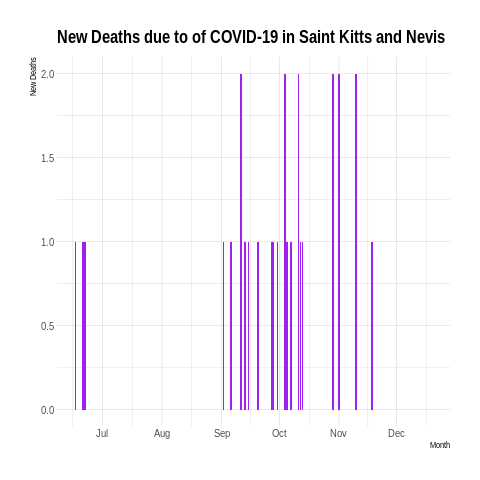 New Deaths due to of COVID-19 in Saint Kitts and Nevis
New Deaths
2.0
1.5
1.0
0.5
0.0
Jul Aug Sep Oct Nov Dec
Month